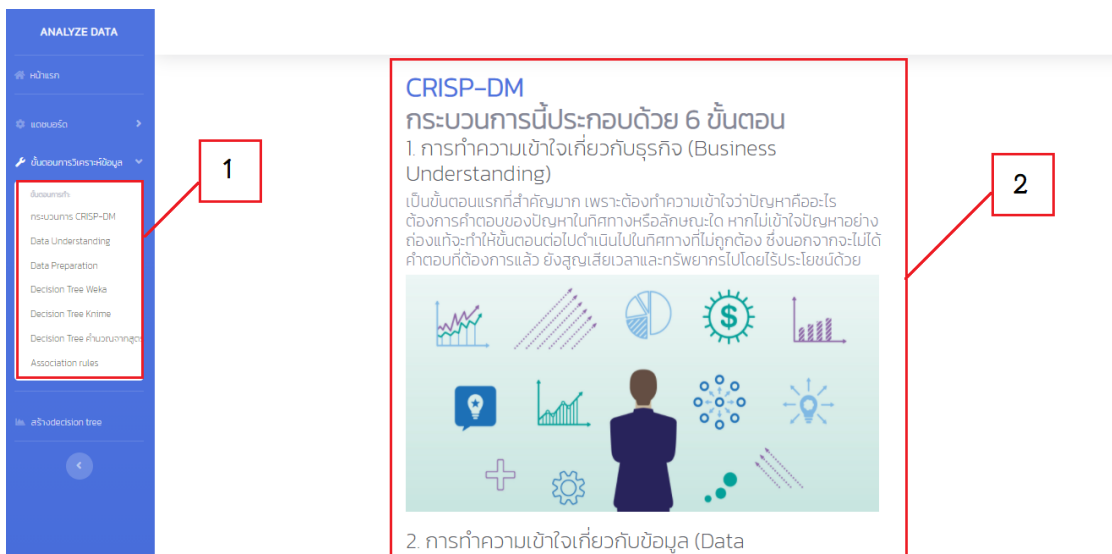 ANALYZE DATA
หน้าแรก
แดชบอร์ด
ขั้นตอนการวิเคราะห์ข้อมูล
ขั้นตอนการทำ
กระบวนการ CRISP-DM
Data Understanding
Data Preparation
Decision Tree Weka
Decision Tree Knime
Decision Tree คำนวณจากสูตร
Association rules
สร้างdecision tree
1
CRISP-DM
กระบวนการนี้ประกอบด้วย 6 ขั้นตอน
1. การทำความเข้าใจเกี่ยวกับธุรกิจ (Business
Understanding)
เป็นขั้นตอนแรกที่สำคัญมาก เพราะต้องทำความเข้าใจว่าปัญหาคืออะไร
ต้องการคำตอบของปัญหาในทิศทางหรือลักษณะใด หากไม่เข้าใจปัญหาอย่าง
ถ่องแท้จะทำให้ขั้นตอนต่อไปดำเนินไปในทิศทางที่ไม่ถูกต้อง ซึ่งนอกจากจะไม่ได้
คำตอบที่ต้องการแล้ว ยังสูญเสียเวลาและทรัพยากรไปโดยไร้ประโยชน์ด้วย
2. การทำความเข้าใจเกี่ยวกับข้อมูล (Data
2